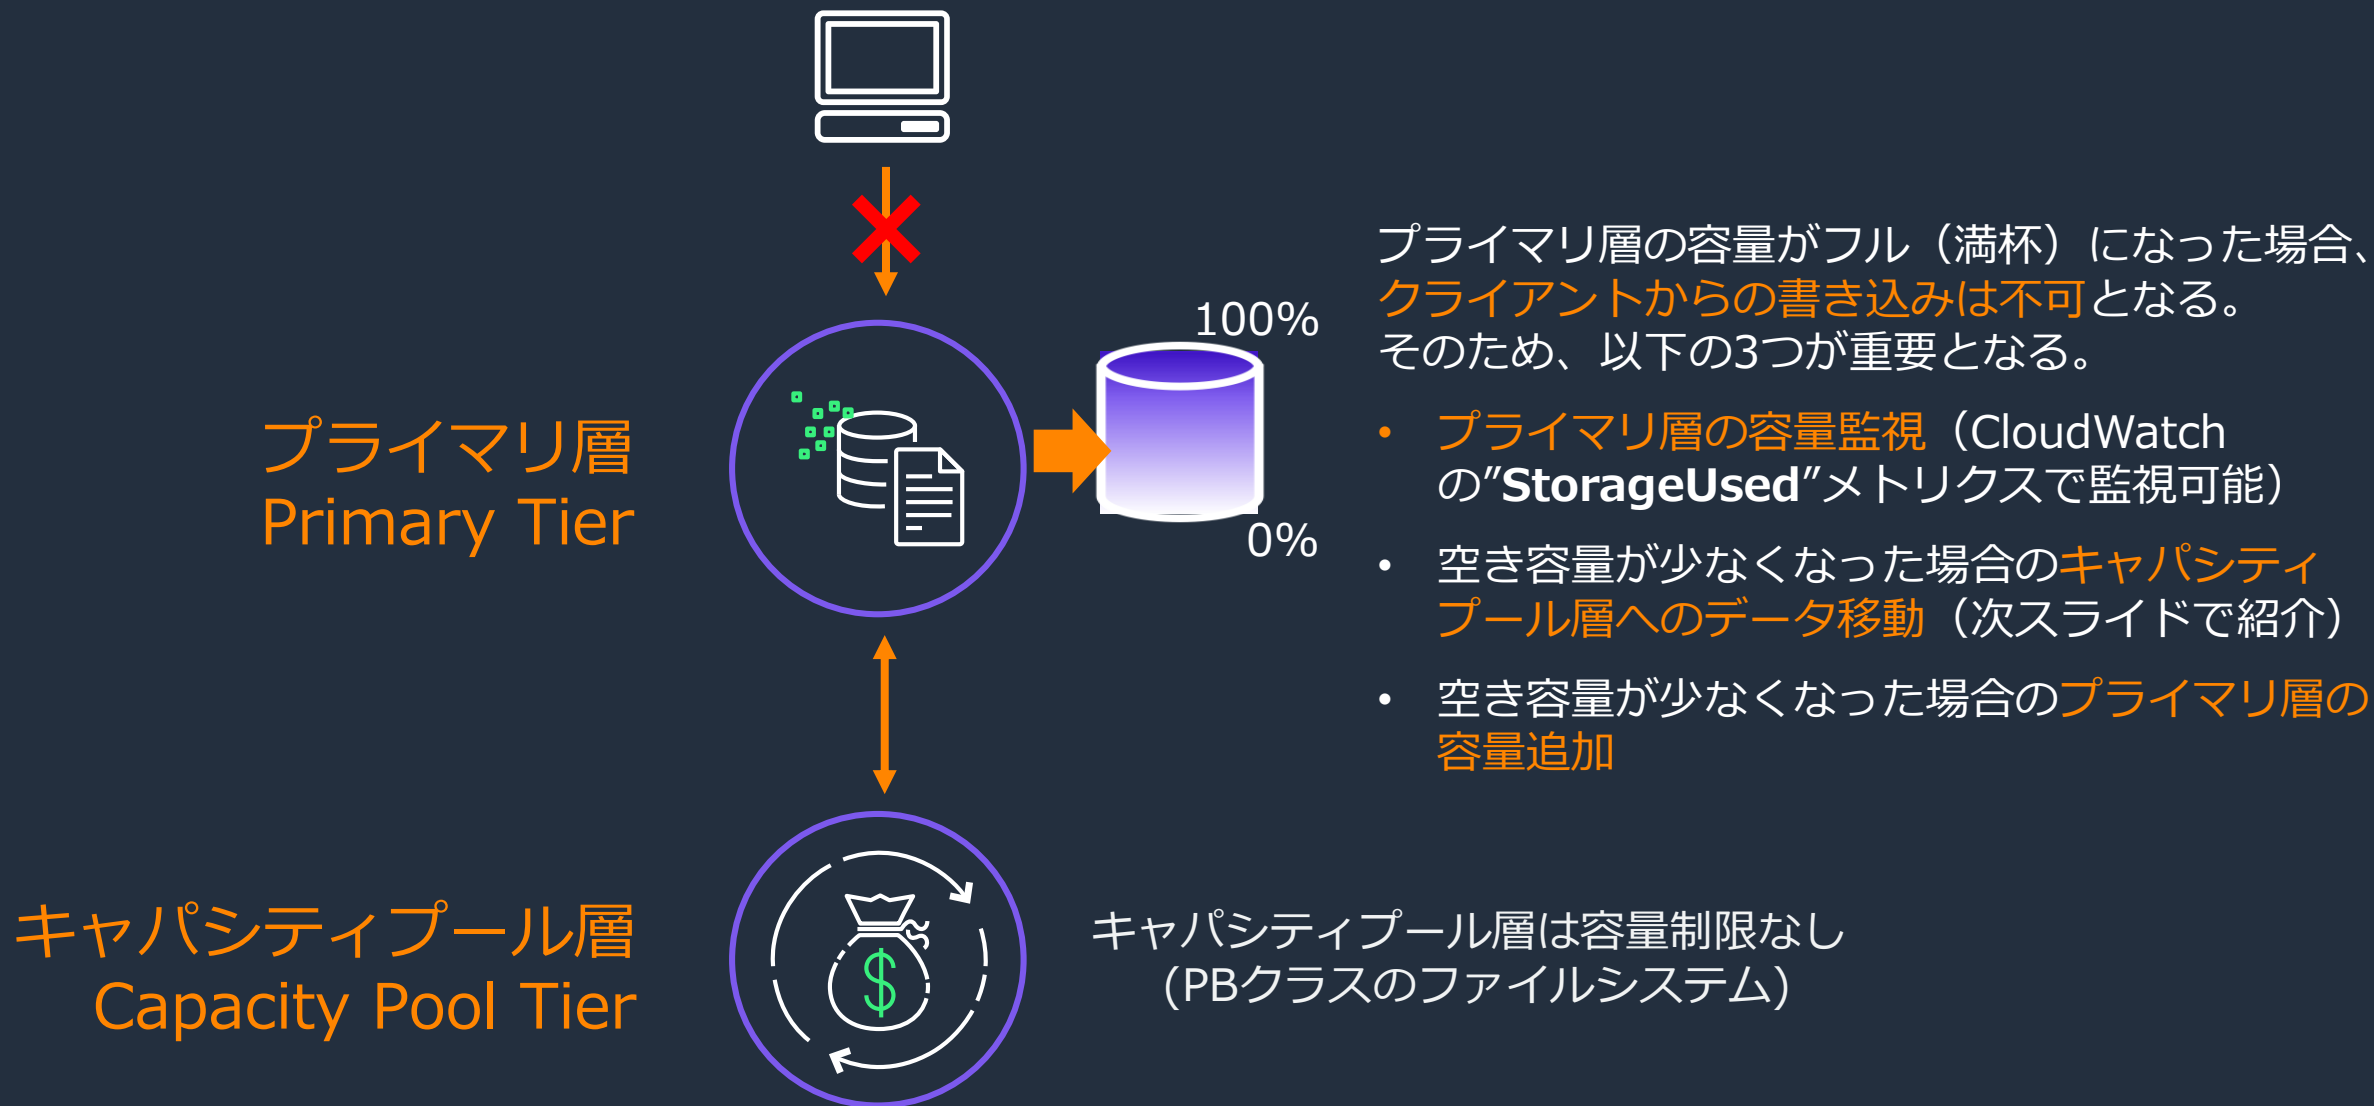 プライマリ層の容量がフル（満杯）になった場合、
クライアントからの書き込みは不可となる。
そのため、以下の3つが重要となる。
100%
0%
プライマリ層
Primary Tier
• プライマリ層の容量監視（CloudWatch
の”StorageUsed”メトリクスで監視可能）
• 空き容量が少なくなった場合のキャパシティ
プール層へのデータ移動（次スライドで紹介）
• 空き容量が少なくなった場合のプライマリ層の
容量追加
キャパシティプール層
Capacity Pool Tier
$
キャパシティプール層は容量制限なし
(PBクラスのファイルシステム)